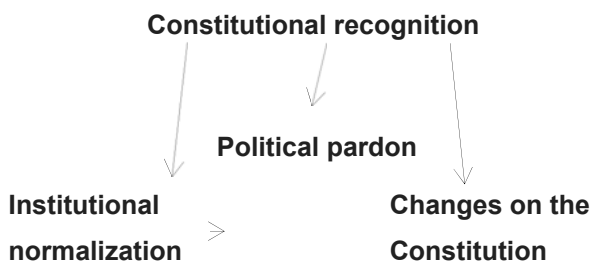 Constitutional recognition
Political pardon
Institutional
normalization
Changes on the
Constitution